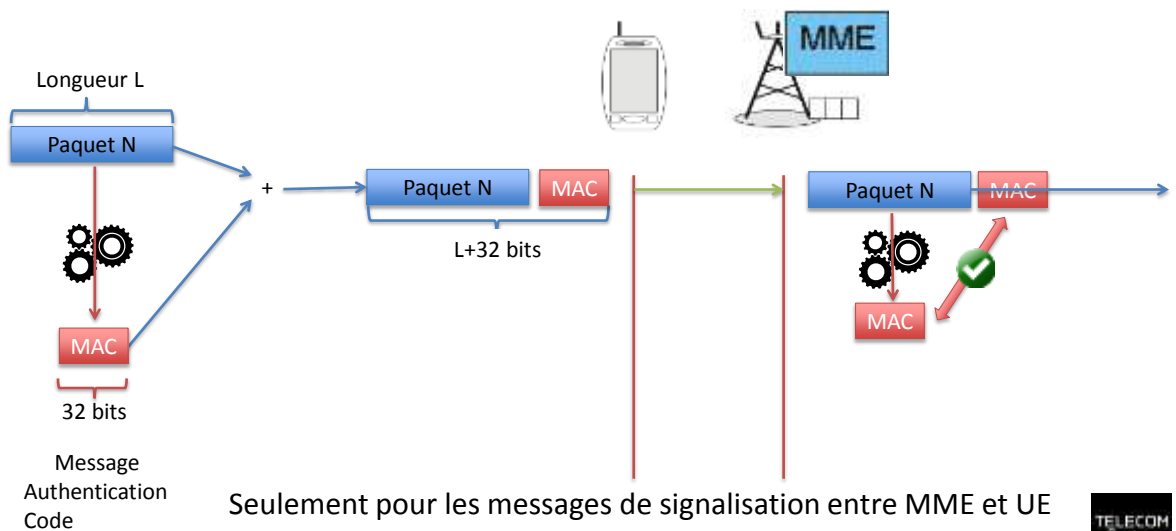 MME
Longueur L
Paquet N
+
Paquet N
MAC
Paquet N
MAC
L+32 bits
MAC
MAC
32 bits
Message
Authentication
Code
Seulement pour les messages de signalisation entre MME et UE
TELECOM